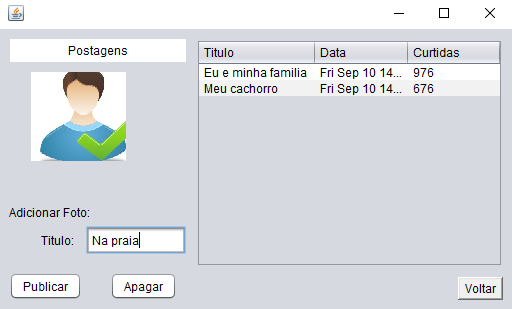 Postagens
Titulo Data Curtidas
Eu e minha familia Fri Sep 10 14... 976
Meu cachorro Fri Sep 10 14... 676
Adicionar Foto:
Titulo: Na praia
Publicar Apagar Voltar